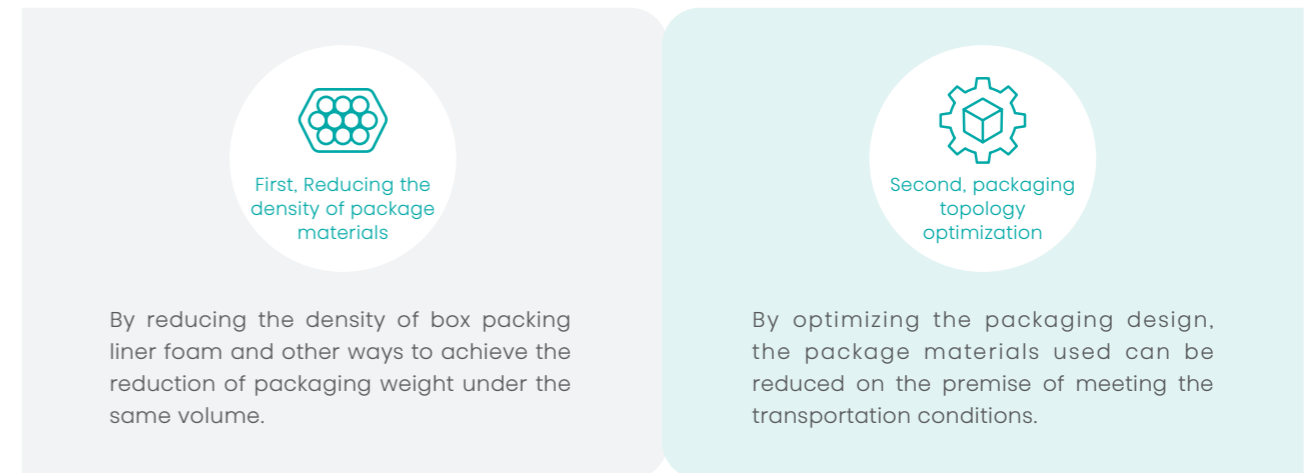 First, Reducing the
density of package
materials
By reducing the density of box packing
liner foam and other ways to achieve the
reduction of packaging weight under the
same volume.
Second, packaging
topology
optimization
By optimizing the packaging design,
the package materials used can be
reduced on the premise of meeting the
transportation conditions.